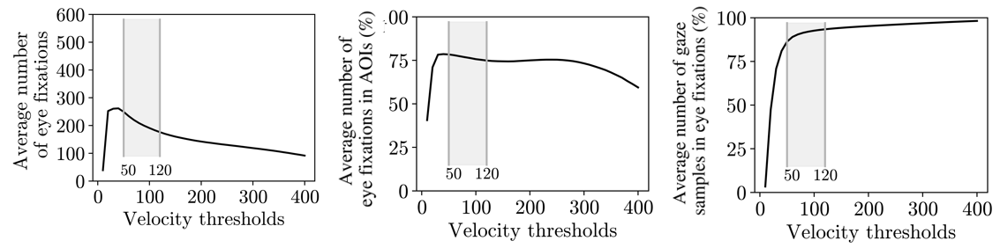 Average number
of eye fixations
600
500
400
300
200
100
0
50 120
0 100 200 300 400
Velocity thresholds
Average number of
eye fixations in AOIs (%)
00
75
50
25
0
50 120
0 100 200 300 400
Velocity thresholds
Average number of gaze
samples in eye fixations (%)
100
75
50
25
0
50 120
0 100 200 300 400
Velocity thresholds